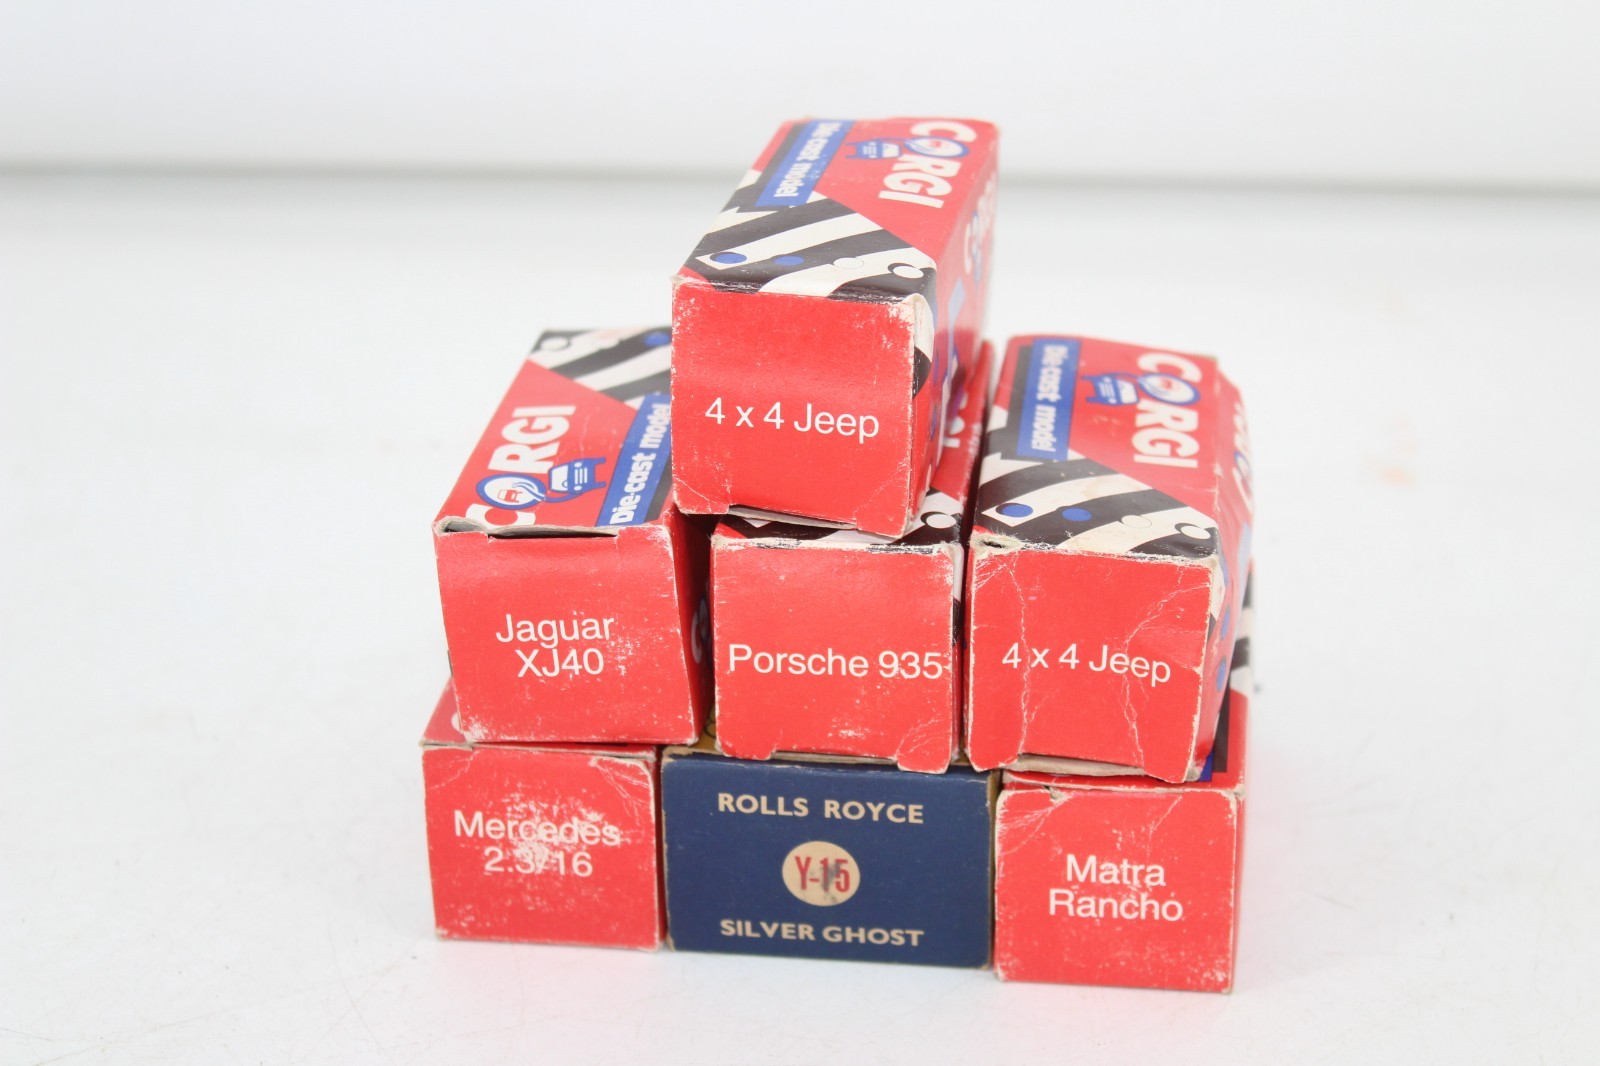 CORGI
Die-cast model
4 x 4 Jeep
CORGI
Die-cast model
Jaguar
XJ40
Porsche 935
CORGI
Die-cast model
4 x 4 Jeep
Mercedes
2.3/16
ROLLS ROYCE
Y-15
SILVER GHOST
Matra
Rancho